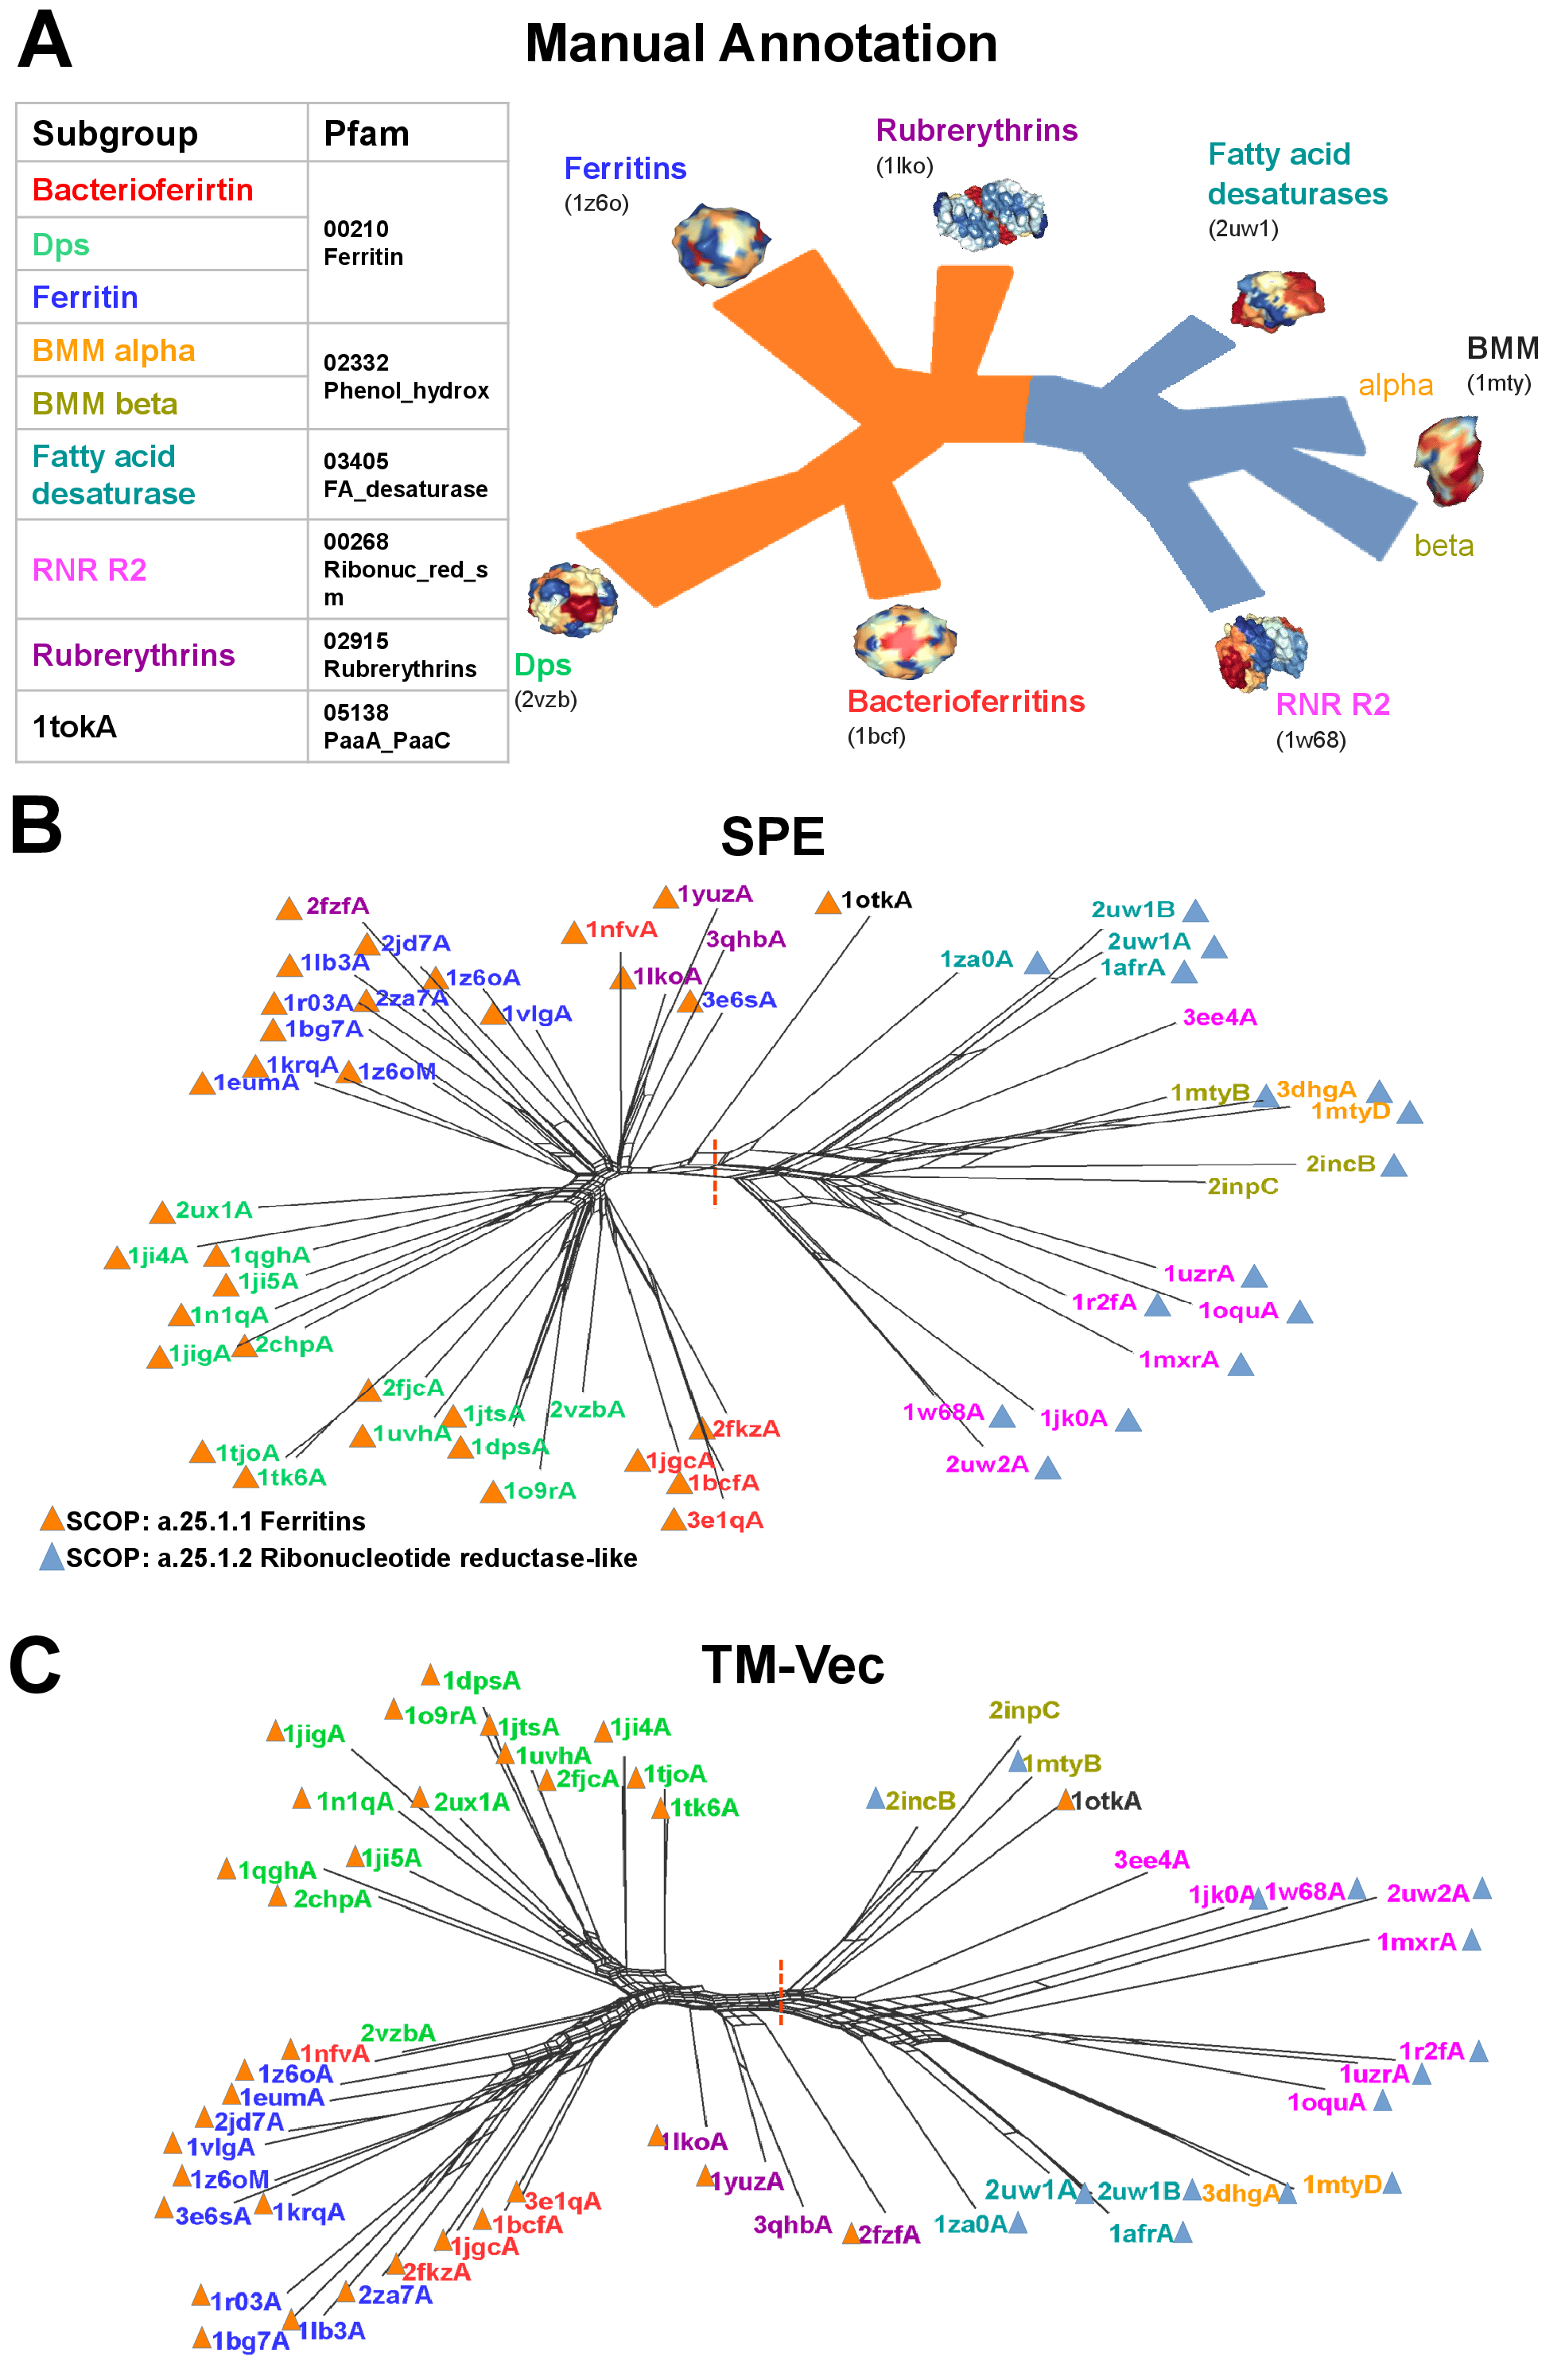 A
Manual Annotation
Subgroup
Pfam
Bacterioferirtin
00210
Ferritin
Dps
Ferritin
BMM alpha
02332
Phenol_hydrox
BMM beta
Fatty acid
desaturase
03405
FA_desaturase
RNR R2
00268
Ribonuc_red_s
m
Rubrerythrins
02915
Rubrerythrins
1tokA
05138
PaaA_PaaC
Ferritins
(1z6o)
Rubrerythrins
(1lko)
Fatty acid
desaturases
(2uw1)
BMM
(1mty)
alpha
beta
Dps
(2vzb)
Bacterioferritins
(1bcf)
RNR R2
(1w68)
B
SPE
2fzfA
2jd7A
1lb3A
1z6oA
1r03A
2za7A
1vlgA
1bg7A
1krqA
1z6oM
1eumA
1nfvA
1yuzA
3qhbA
1lkoA
3e6sA
1otkA
1za0A
2uw1B
2uw1A
1afrA
3ee4A
1mtyB
3dhgA
1mtyD
2incB
2inpC
2ux1A
1ji4A
1qghA
1ji5A
1n1qA
1jigA
2chpA
2fjcA
1jtsA
2vzbA
1uvhA
1dpsA
1tjoA
1tk6A
1o9rA
2fkzA
1jgcA
1bcfA
3e1qA
1uzrA
1r2fA
1oquA
1mxrA
1w68A
1jk0A
2uw2A
SCOP: a.25.1.1 Ferritins
SCOP: a.25.1.2 Ribonucleotide reductase-like
C
TM-Vec
1dpsA
1o9rA
1jtsA
1ji4A
1jigA
1uvhA
2fjcA
1tjoA
1n1qA
2ux1A
1tk6A
1ji5A
1qghA
2chpA
2inpC
1mtyB
2incB
1otkA
3ee4A
1jk0A
1w68A
2uw2A
1mxrA
2vzbA
1nfvA
1z6oA
1eumA
2jd7A
1vlgA
1z6oM
3e6sA
1krqA
3e1qA
1bcfA
1jgcA
2fkzA
2za7A
1r03A
1lb3A
1bg7A
1lkoA
1yuzA
3qhbA
2fzfA
1za0A
2uw1A
2uw1B
1afrA
3dhgA
1mtyD
1r2fA
1uzrA
1oquA